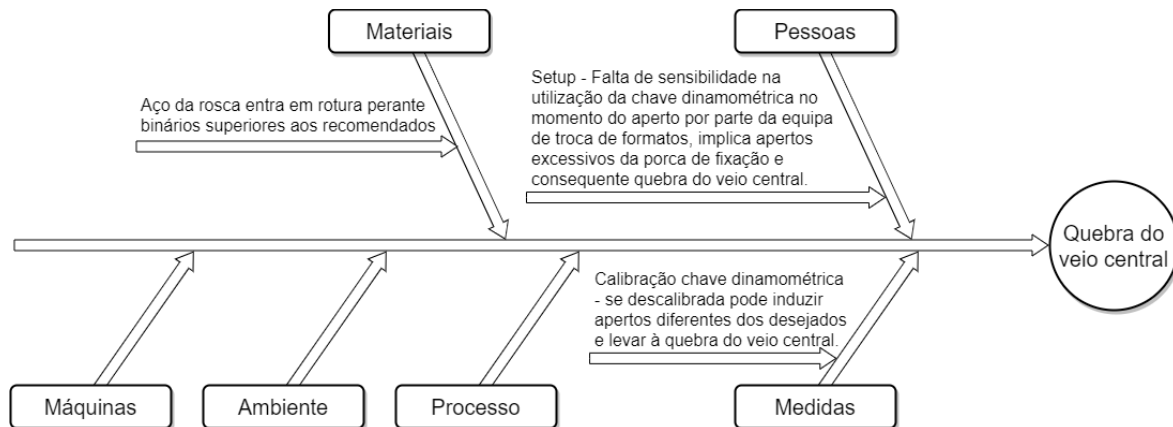 Materiais
Pessoas
Aço da rosca entra em rotura perante
binários superiores aos recomendados
Setup - Falta de sensibilidade na
utilização da chave dinamométrica no
momento do aperto por parte da equipa
de troca de formatos, implica apertos
excessivos da porca de fixação e
consequente quebra do veio central.
Quebra do
veio central
Calibração chave dinamométrica
- se descalibrada pode induzir
apertos diferentes dos desejados
e levar à quebra do veio central.
Máquinas
Ambiente
Processo
Medidas